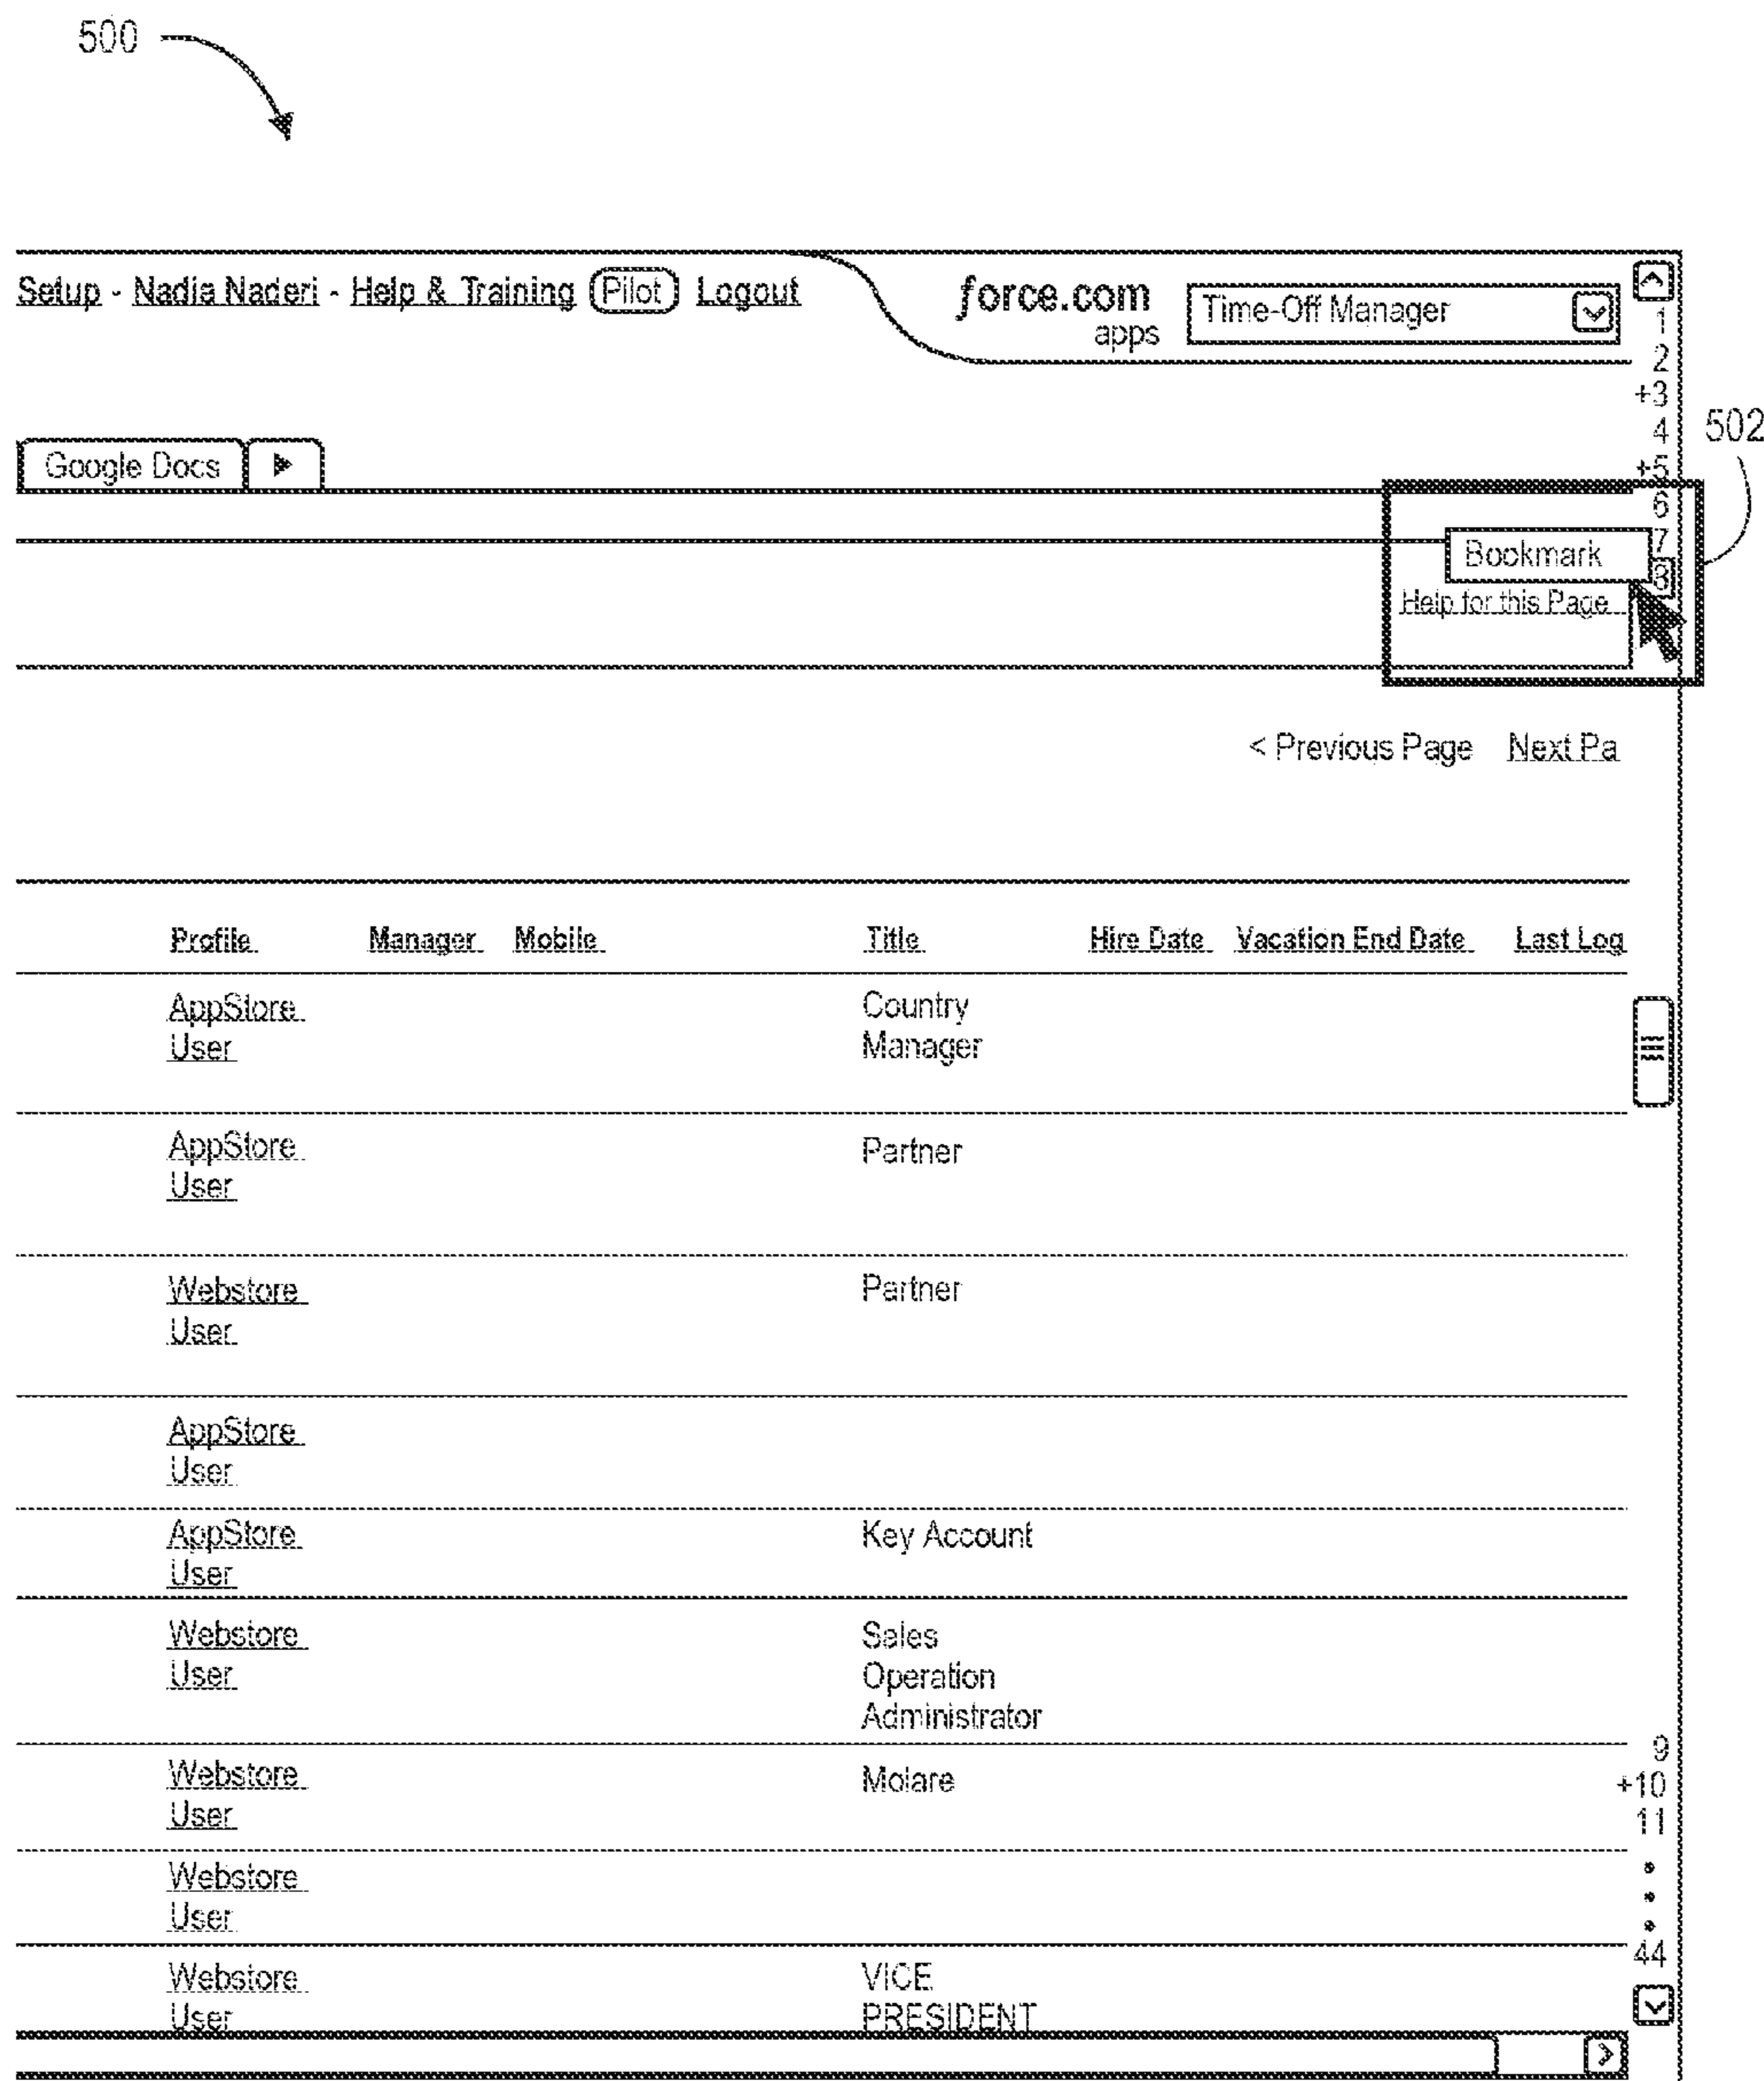 500
Setup - Nadia Naderi - Help & Training Pilot Logout
force.com
apps
Time-Off Manager
1
2
+3
4
502
Google Docs
+5
6
7
Bookmark
8
Help for this Page
< Previous Page Next Pa
Profile Manager Mobile Title Hire Date Vacation End Date Last Log
AppStore Country
User Manager
AppStore Partner
User
Webstore Partner
User
AppStore
User
AppStore Key Account
User
Webstore Sales
User Operation
Administrator
9
Webstore Molare
+10
User
11
Webstore
User
44
Webstore VICE
User PRESIDENT